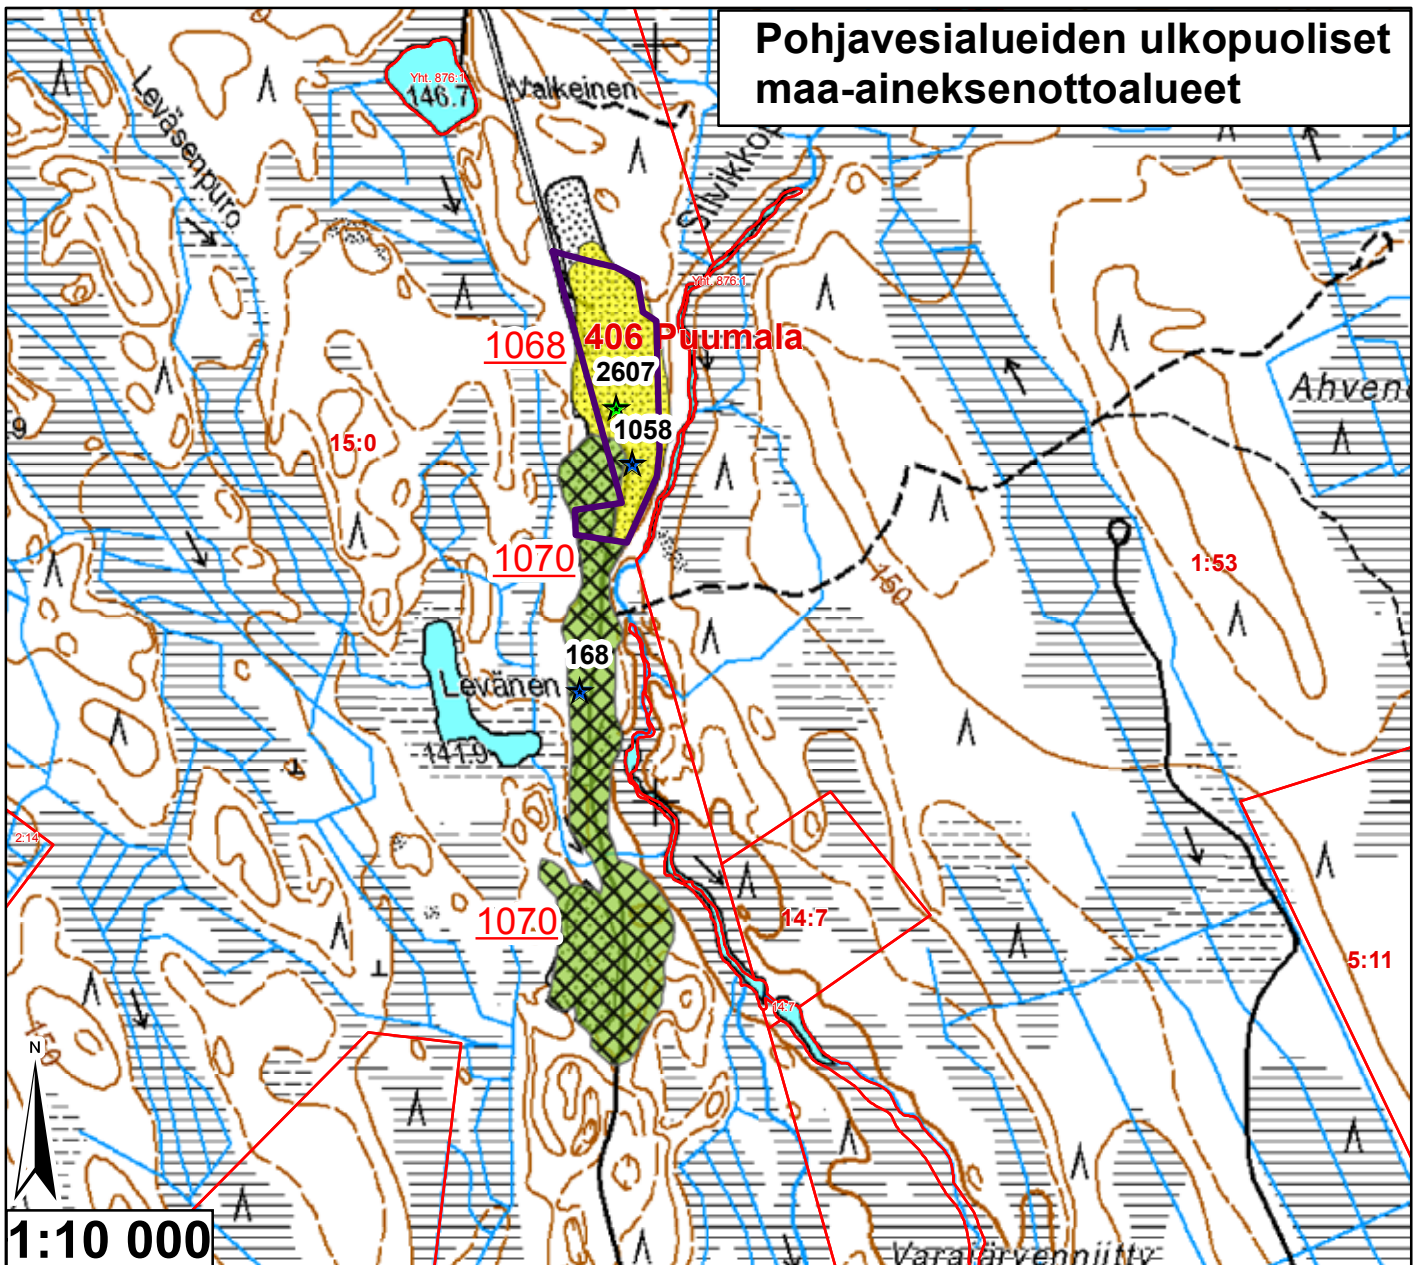 Pohjavesialueiden ulkopuoliset
maa-aineksenottoalueet
Yht. 876:1
146.7
Valkeinen
Leväsenpuro
Yht. 876:1
1068
406 Puumala
2607
1058
15:0
1070
1:53
150
168
Levänen
141.9
2:14
1070
14:7
5:11
14:7
N
1:10 000
Varajärvenniitty